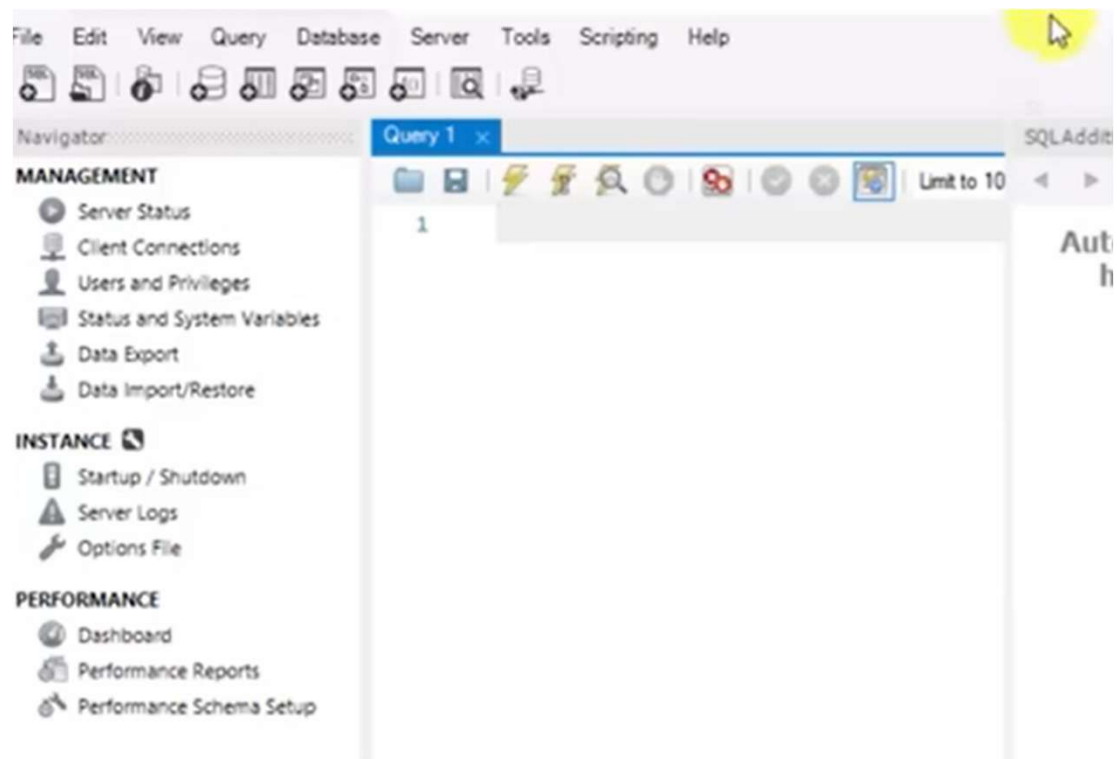 File Edit View Query Database Server Tools Scripting Help
Navigator
Query 1
SQLAddit
MANAGEMENT
Limit to 10
Server Status
1
Client Connections
Users and Privileges
Status and System Variables
Data Export
Data Import/Restore
INSTANCE
Startup / Shutdown
Server Logs
Options File
PERFORMANCE
Dashboard
Performance Reports
Performance Schema Setup
Aut
h